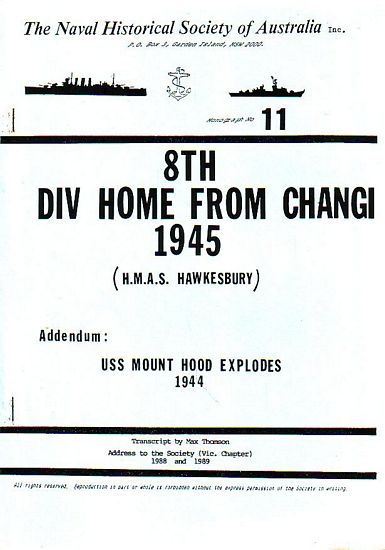 The Naval Historical Society of Australia Inc.
P.O. Box 3, Garden Island, NSW 2000.
Monograph No 11
8TH
DIV HOME FROM CHANGI
1945
(H.M.A.S. HAWKESBURY)
Addendum:
USS MOUNT HOOD EXPLODES
1944
Transcript by Max Thomson
Address to the Society (Vic. Chapter)
1988 and 1989
All rights reserved. Reproduction in part or whole is forbidden without the express permission of the Society in writing.